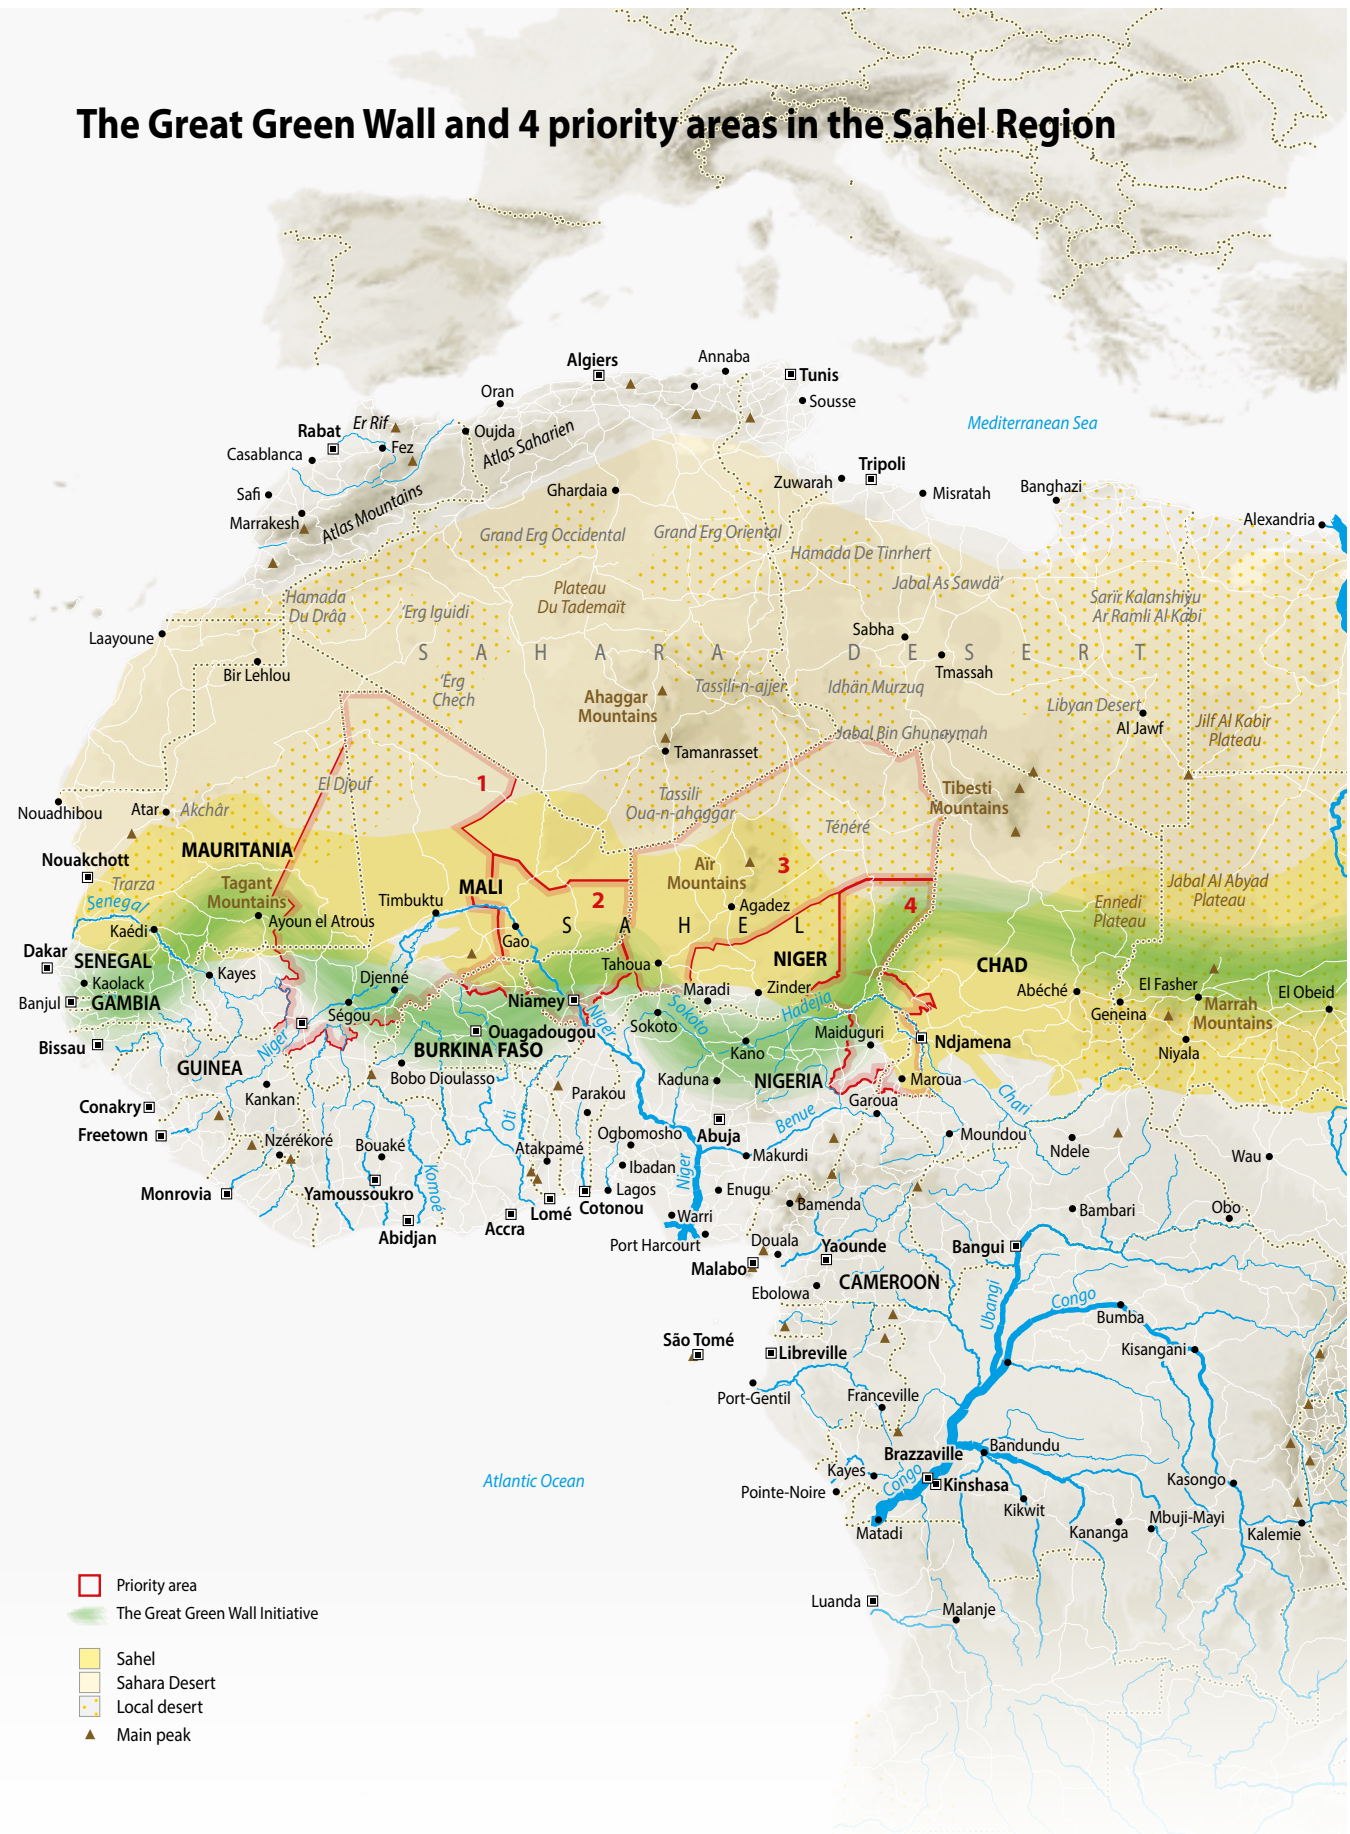 The Great Green Wall and 4 priority areas in the Sahel Region
Algiers
Annaba
Tunis
Oran
Sousse
Er Rif
Rabat
Oujda
Fez
Casablanca
Atlas Saharien
Mediterranean Sea
Tripoli
Zuwarah
Misratah
Banghazi
Safi
Ghardaia
Marrakesh
Atlas Mountains
Alexandria
Grand Erg Occidental
Grand Erg Oriental
Hamada De Tinrhert
Jabal As Sawdä'
Plateau
Du Tademaït
Hamada
Du Drâa
'Erg Iguidi
Sarïr Kalanshiyu
Ar Ramli Al Kabi
Laayoune
Sabha
SAHARA DESERT
Bir Lehlou
Tmassah
'Erg
Chech
Ahaggar
Mountains
Tassili-n-ajjer
Idhän Murzuq
Libyan Desert
Al Jawf
Jilf Al Kabir
Plateau
Jabal Bin Ghunaymah
Tamanrasset
El Djouf
1
Tassili
Oua-n-ahaggar
Tibesti
Mountains
Nouadhibou
Atar
Akchâr
Ténéré
MAURITANIA
Nouakchott
Trarza
Tagant
Mountains
MALI
2
Aïr
Mountains
3
4
Jabal Al Abyad
Plateau
Ennedi
Plateau
Senegal
Timbuktu
Agadez
Kaédi
Ayoun el Atrous
Gao
SAHEL
Dakar
SENEGAL
Kayes
Djenné
Tahoua
NIGER
CHAD
Kaolack
Banjul
GAMBIA
Ségou
Niamey
Maradi
Zinder
Abéché
El Fasher
El Obeid
Geneina
Marrah
Mountains
Niger
Niger
Sokoto
Sokoto
Hadejia
Bissau
Ouagadougou
Maiduguri
Ndjamena
Niyala
GUINEA
BURKINA FASO
Kano
Bobo Dioulasso
Kaduna
NIGERIA
Maroua
Kankan
Parakou
Garoua
Chari
Conakry
Freetown
Oti
Abuja
Benue
Nzérékoré
Bouaké
Atakpamé
Ogbomosho
Makurdi
Moundou
Ndele
Wau
Ibadan
Niger
Monrovia
Yamoussoukro
Komoé
Lomé
Cotonou
Lagos
Enugu
Bamenda
Bambari
Obo
Abidjan
Accra
Warri
Port Harcourt
Douala
Yaounde
Bangui
Malabo
CAMEROON
Ebolowa
Ubangi
Congo
Bumba
São Tomé
Libreville
Kisangani
Port-Gentil
Franceville
Brazzaville
Bandundu
Atlantic Ocean
Kayes
Congo
Kinshasa
Kasongo
Pointe-Noire
Kikwit
Matadi
Kananga
Mbuji-Mayi
Kalemie
Luanda
Malanje
Priority area
The Great Green Wall Initiative
Sahel
Sahara Desert
Local desert
Main peak